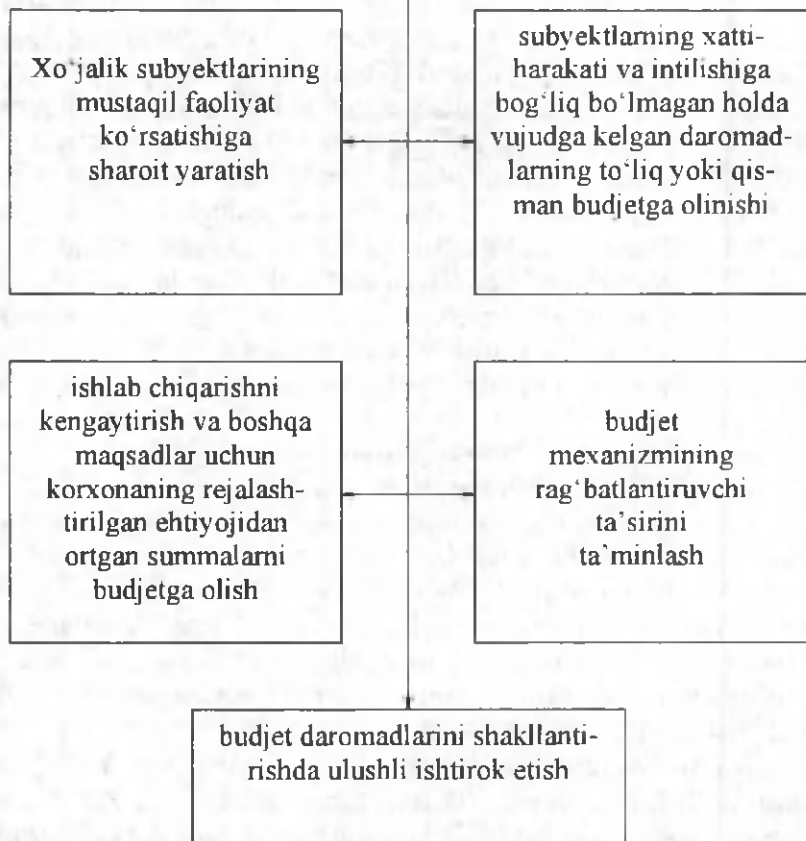 Xo‘jalik subyektlarining
mustaqil faoliyat
ko‘rsatishiga
sharoit yaratish
subyektlarning xatti-
harakati va intilishiga
bog‘liq bo‘lmagan holda
vujudga kelgan daromad-
larning to‘liq yoki qis-
man budjetga olinishi
ishlab chiqarishni
kengaytirish va boshqa
maqsadlar uchun
korxonaning rejalash-
tirilgan ehtiyojidan
ortgan summalarni
budjetga olish
budjet
mexanizmining
rag‘batlantiruvchi
ta’sirini
ta’minlash
budjet daromadlarini shakllanti-
rishda ulushli ishtirok etish